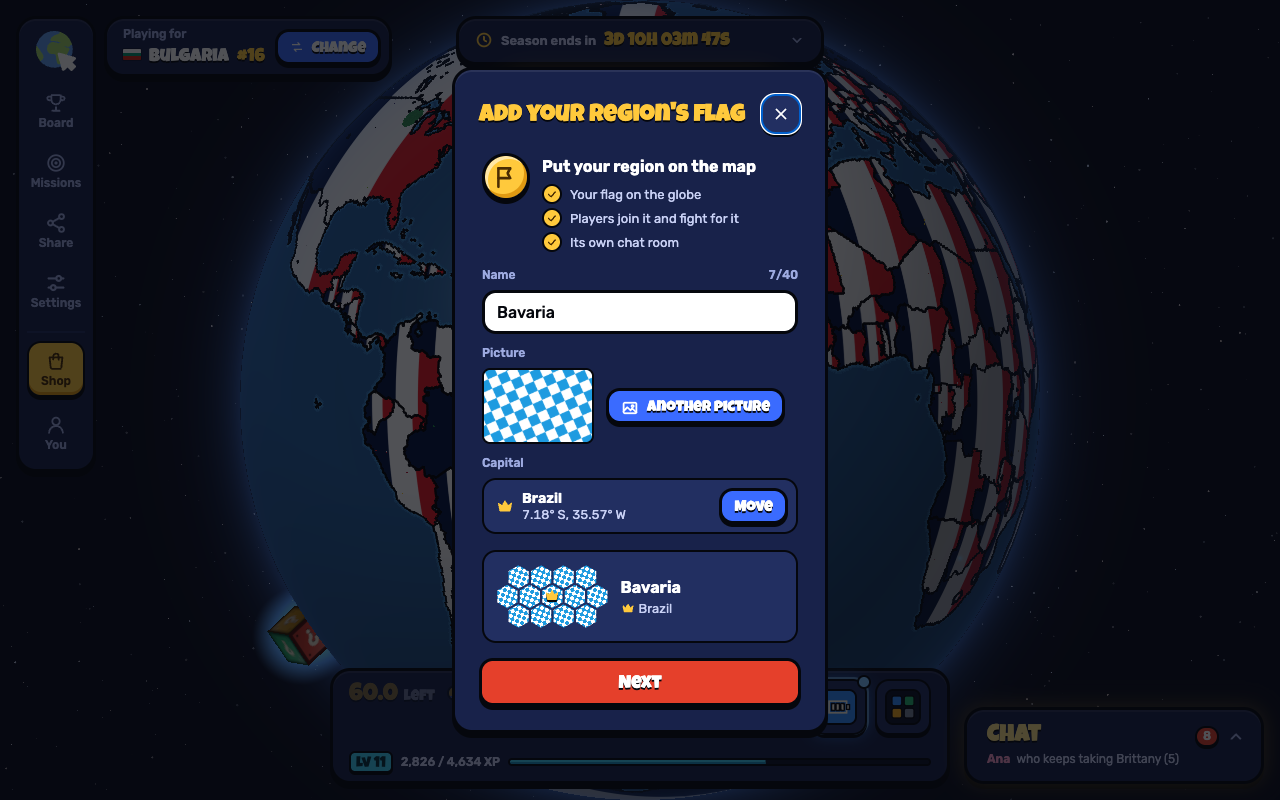 Playing for
BULGARIA #16
CHANGE
Season ends in 3D 10H 03m 47S
Board
Missions
Share
Settings
Shop
You
ADD YOUR REGION'S FLAG
Put your region on the map
Your flag on the globe
Players join it and fight for it
Its own chat room
Name
7/40
Bavaria
Picture
ANOTHER PICTURE
Capital
Brazil
7.18° S, 35.57° W
MOVE
Bavaria
Brazil
NEXT
60.0 LEFT
LV 11
2,826 / 4,634 XP
CHAT
8
Ana who keeps taking Brittany (5)